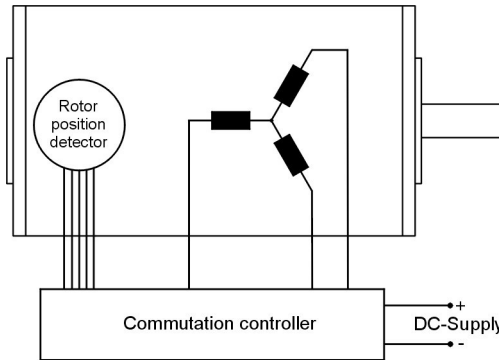 Rotor
position
detector
Commutation controller
+
DC-Supply
-